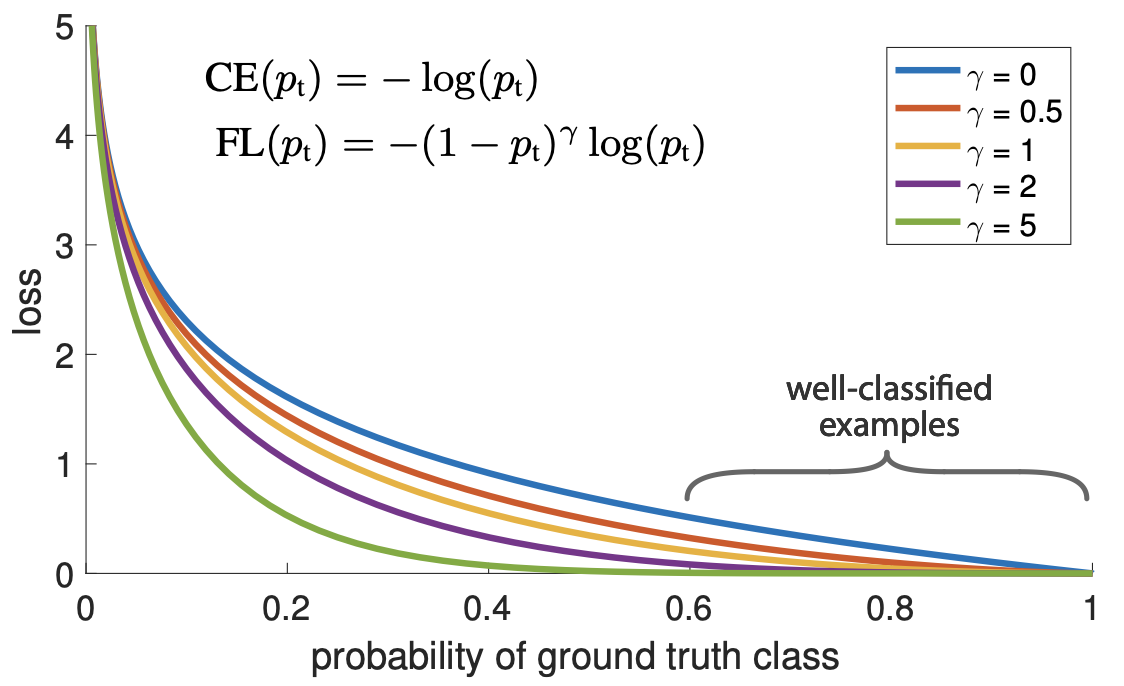 5
4
3
2
1
0
loss
CE(pₜ) = − log(pₜ)
FL(pₜ) = −(1 − pₜ)^γ log(pₜ)
γ = 0
γ = 0.5
γ = 1
γ = 2
γ = 5
well-classified
examples
0 0.2 0.4 0.6 0.8 1
probability of ground truth class